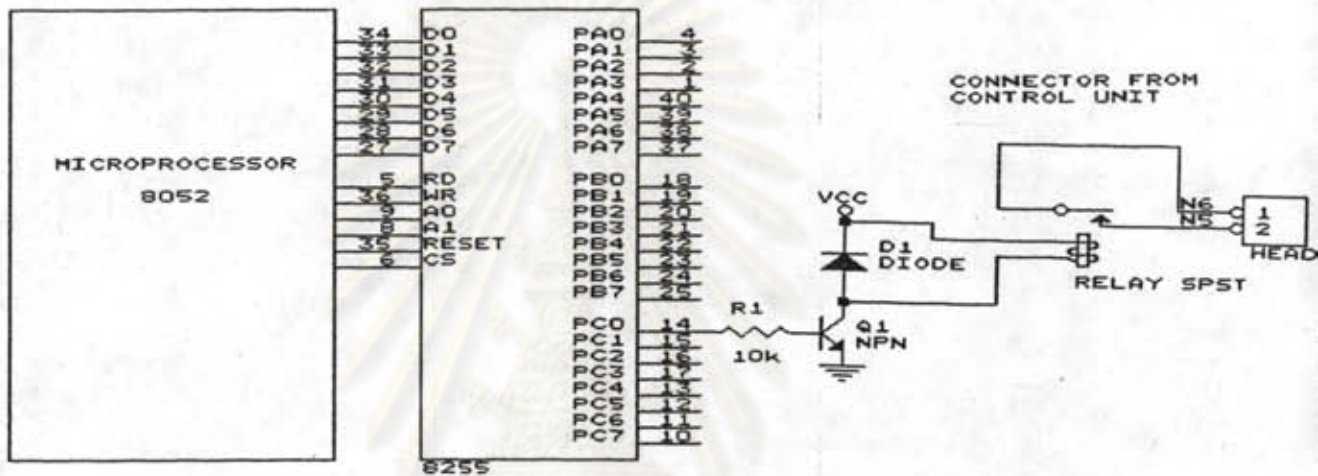 MICROPROCESSOR
8052
34 D0
33 D1
32 D2
31 D3
30 D4
29 D5
28 D6
27 D7
5 RD
36 WR
9 A0
8 A1
35 RESET
6 CS
8255
PA0 4
PA1 3
PA2 2
PA3 1
PA4 40
PA5 39
PA6 38
PA7 37
PB0 18
PB1 19
PB2 20
PB3 21
PB4 22
PB5 23
PB6 24
PB7 25
PC0 14
PC1 15
PC2 16
PC3 17
PC4 13
PC5 12
PC6 11
PC7 10
R1
10k
VCC
D1
DIODE
Q1
NPN
CONNECTOR FROM
CONTROL UNIT
RELAY SPST
N6
N5
1
2
HEAD